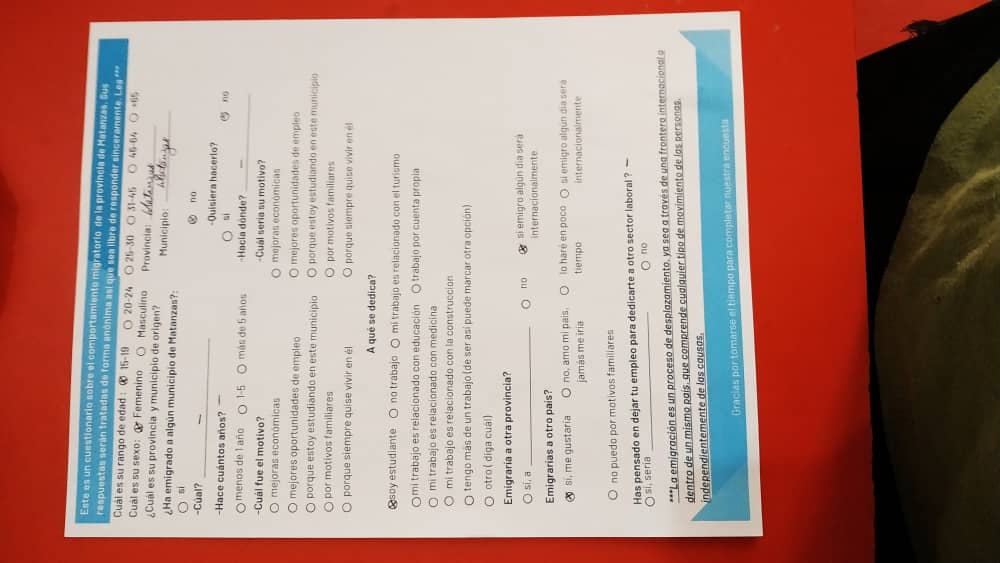 Este es un cuestionario sobre el comportamiento migratorio de la provincia de Matanzas. Sus
respuestas serán tratadas de forma anónima así que sea libre de responder sinceramente. Lea ***
Cuál es su rango de edad : 15-19 20-24 25-30 31-45 46-64 +65
Cuál es su sexo: Femenino Masculino
¿Cuál es su provincia y municipio de origen? Provincia: Matanzas
Municipio: Matanzas
¿Ha emigrado a algún municipio de Matanzas?:
si
no
-Cual? —
-Quisiera hacerlo?
si
no
-Hace cuántos años? —
-Hacia dónde? —
menos de 1 año 1-5 más de 5 años
-Cuál fue el motivo?
-Cuál sería su motivo?
mejoras económicas
mejoras económicas
mejores oportunidades de empleo
mejores oportunidades de empleo
porque estoy estudiando en este municipio
porque estoy estudiando en este municipio
por motivos familiares
por motivos familiares
porque siempre quise vivir en él
porque siempre quise vivir en él
A qué se dedica?
soy estudiante no trabajo mi trabajo es relacionado con el turismo
mi trabajo es relacionado con educación trabajo por cuenta propia
mi trabajo es relacionado con medicina
mi trabajo es relacionado con la construccion
tengo más de un trabajo (de ser así puede marcar otra opción)
otro ( diga cuál)
Emigraría a otra provincia?
si, a no si emigro algún día será
internacionalmente
Emigrarías a otro país?
si, me gustaría no, amo mi país, lo haré en poco si emigro algún día será
jamás me iría tiempo internacionalmente
no puedo por motivos familiares
Has pensado en dejar tu empleo para dedicarte a otro sector laboral ? —
si, sería no
***La emigración es un proceso de desplazamiento, ya sea a través de una frontera internacional o
dentro de un mismo país, que comprende cualquier tipo de movimiento de las personas,
independientemente de las causas.
Gracias por tomarse el tiempo para completar nuestra encuesta